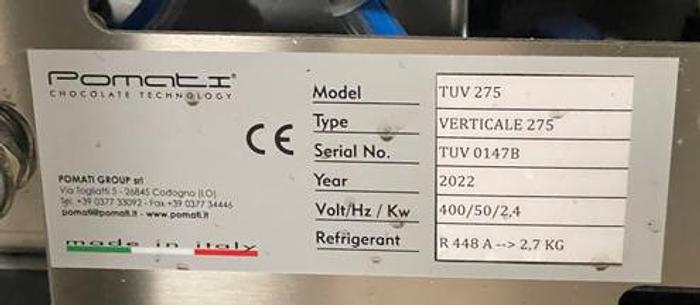 Pomati®
CHOCOLATE TECHNOLOGY
CE
POMATI GROUP srl
Via Togliatti 5 - 26845 Codogno (LO)
Tel. +39 0377 33092 - Fax +39 0377 34446
pomati@pomati.it - www.pomati.it
made in italy
Model TUV 275
Type VERTICALE 275
Serial No. TUV 0147B
Year 2022
Volt/Hz / Kw 400/50/2,4
Refrigerant R 448 A --> 2,7 KG